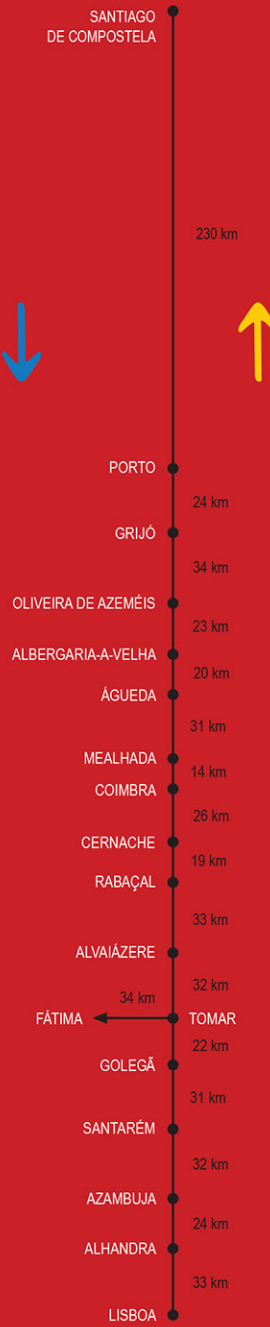 SANTIAGO
DE COMPOSTELA
230 km
PORTO
24 km
GRIJÓ
34 km
OLIVEIRA DE AZEMÉIS
23 km
ALBERGARIA-A-VELHA
20 km
ÁGUEDA
31 km
MEALHADA
14 km
COIMBRA
26 km
CERNACHE
19 km
RABAÇAL
33 km
ALVAIÁZERE
32 km
34 km
FÁTIMA TOMAR
22 km
GOLEGÃ
31 km
SANTARÉM
32 km
AZAMBUJA
24 km
ALHANDRA
33 km
LISBOA